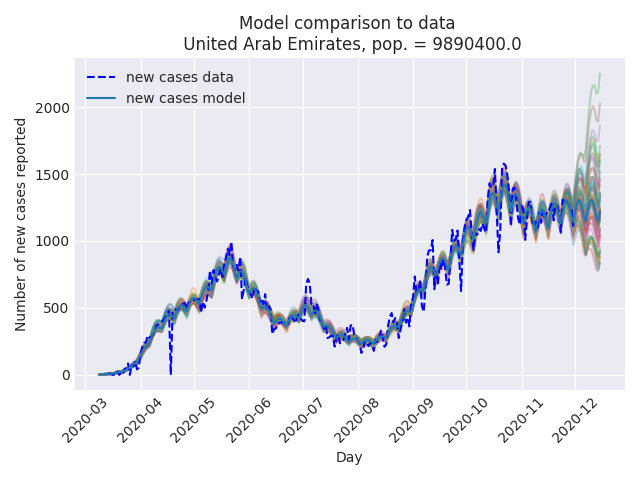 Model comparison to data
United Arab Emirates, pop. = 9890400.0
new cases data
new cases model
Number of new cases reported
2000
1500
1000
500
0
2020-03
2020-04
2020-05
2020-06
2020-07
2020-08
2020-09
2020-10
2020-11
2020-12
Day